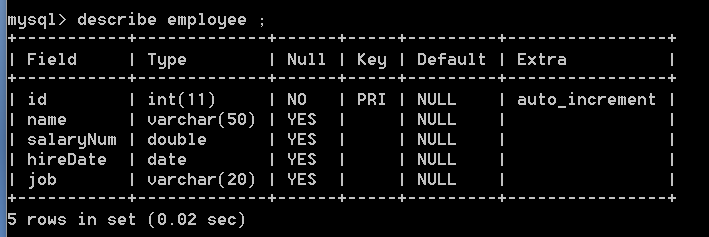 mysql> describe employee ;
+-----------+-------------+------+-----+---------+----------------+
| Field     | Type        | Null | Key | Default | Extra          |
+-----------+-------------+------+-----+---------+----------------+
| id        | int(11)     | NO   | PRI | NULL    | auto_increment |
| name      | varchar(50) | YES  |     | NULL    |                |
| salaryNum | double      | YES  |     | NULL    |                |
| hireDate  | date        | YES  |     | NULL    |                |
| job       | varchar(20) | YES  |     | NULL    |                |
+-----------+-------------+------+-----+---------+----------------+
5 rows in set (0.02 sec)